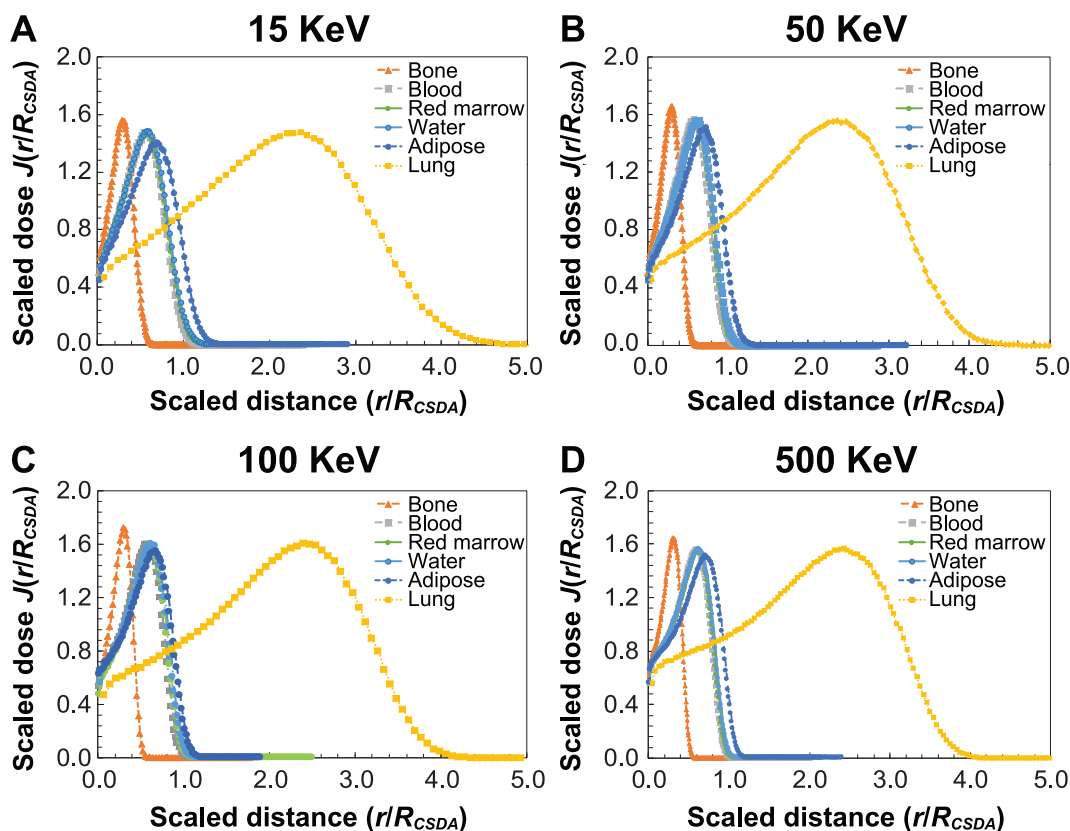 A
15 KeV
2.0
1.6
1.2
0.8
0.4
0.0
Scaled dose J(r/RCSDA)
Bone
Blood
Red marrow
Water
Adipose
Lung
0.0 1.0 2.0 3.0 4.0 5.0
Scaled distance (r/RCSDA)
B
50 KeV
2.0
1.6
1.2
0.8
0.4
0.0
Scaled dose J(r/RCSDA)
Bone
Blood
Red marrow
Water
Adipose
Lung
0.0 1.0 2.0 3.0 4.0 5.0
Scaled distance (r/RCSDA)
C
100 KeV
2.0
1.6
1.2
0.8
0.4
0.0
Scaled dose J(r/RCSDA)
Bone
Blood
Red marrow
Water
Adipose
Lung
0.0 1.0 2.0 3.0 4.0 5.0
Scaled distance (r/RCSDA)
D
500 KeV
2.0
1.6
1.2
0.8
0.4
0.0
Scaled dose J(r/RCSDA)
Bone
Blood
Red marrow
Water
Adipose
Lung
0.0 1.0 2.0 3.0 4.0 5.0
Scaled distance (r/RCSDA)